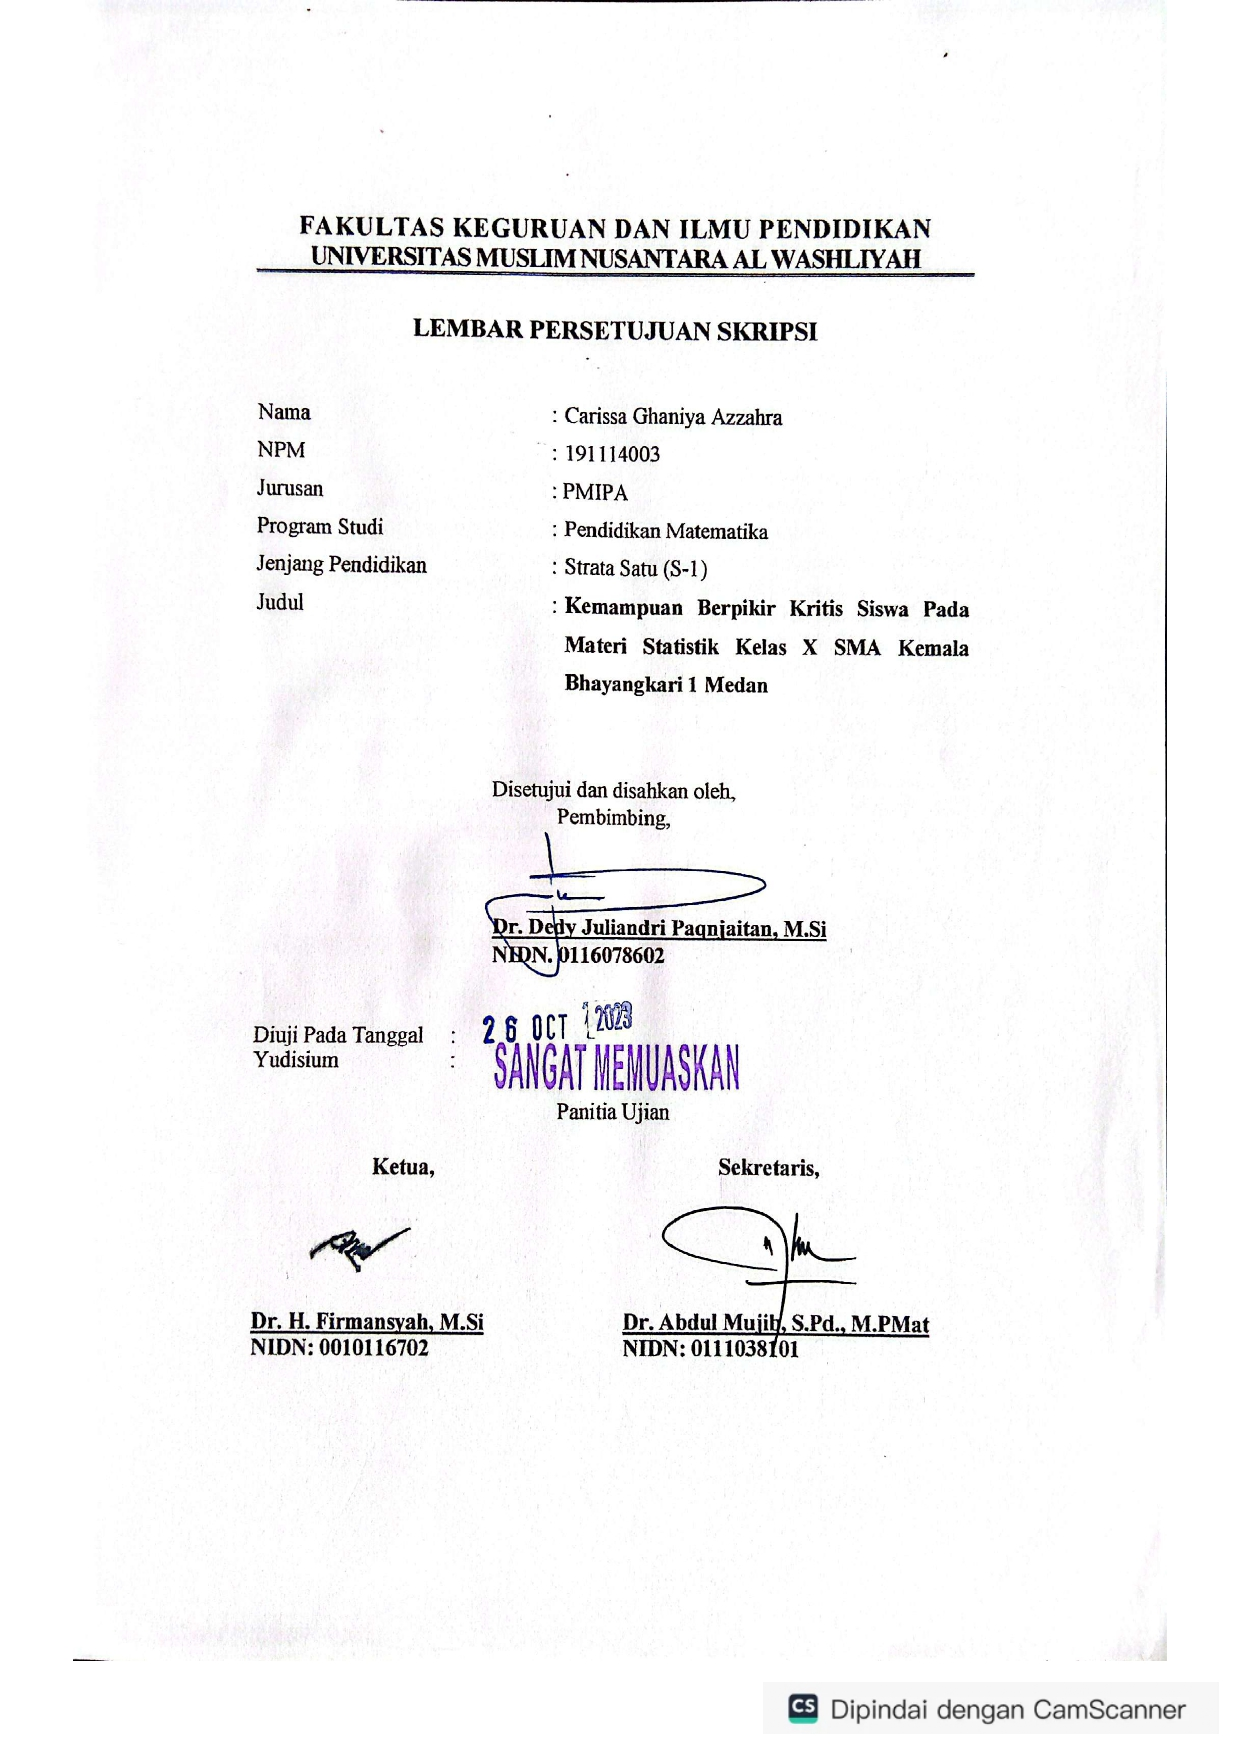 FAKULTAS KEGURUAN DAN ILMU PENDIDIKAN
UNIVERSITAS MUSLIM NUSANTARA AL WASHLIYAH
LEMBAR PERSETUJUAN SKRIPSI
Nama : Carissa Ghaniya Azzahra
NPM : 191114003
Jurusan : PMIPA
Program Studi : Pendidikan Matematika
Jenjang Pendidikan : Strata Satu (S-1)
Judul : Kemampuan Berpikir Kritis Siswa Pada
Materi Statistik Kelas X SMA Kemala
Bhayangkari 1 Medan
Disetujui dan disahkan oleh,
Pembimbing,
Dr. Dedy Juliandri Paqnjaitan, M.Si
NIDN. 0116078602
Diuji Pada Tanggal : 26 OCT 2023
Yudisium : SANGAT MEMUASKAN
Panitia Ujian
Ketua, Sekretaris,
Dr. H. Firmansyah, M.Si Dr. Abdul Mujib, S.Pd., M.PMat
NIDN: 0010116702 NIDN: 0111038101
CS Dipindai dengan CamScanner